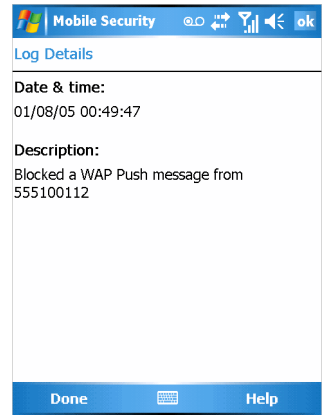 Mobile Security ok
Log Details
Date & time:
01/08/05 00:49:47
Description:
Blocked a WAP Push message from
555100112
Done Help